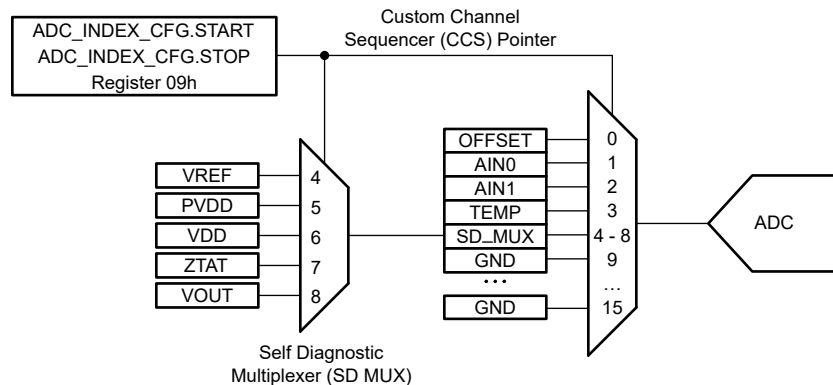 ADC_INDEX_CFG.START
ADC_INDEX_CFG.STOP
Register 09h
Custom Channel
Sequencer (CCS) Pointer
VREF
PVDD
VDD
ZTAT
VOUT
4
5
6
7
8
Self Diagnostic
Multiplexer (SD MUX)
OFFSET
AIN0
AIN1
TEMP
SD_MUX
GND
...
GND
0
1
2
3
4 - 8
9
...
15
ADC